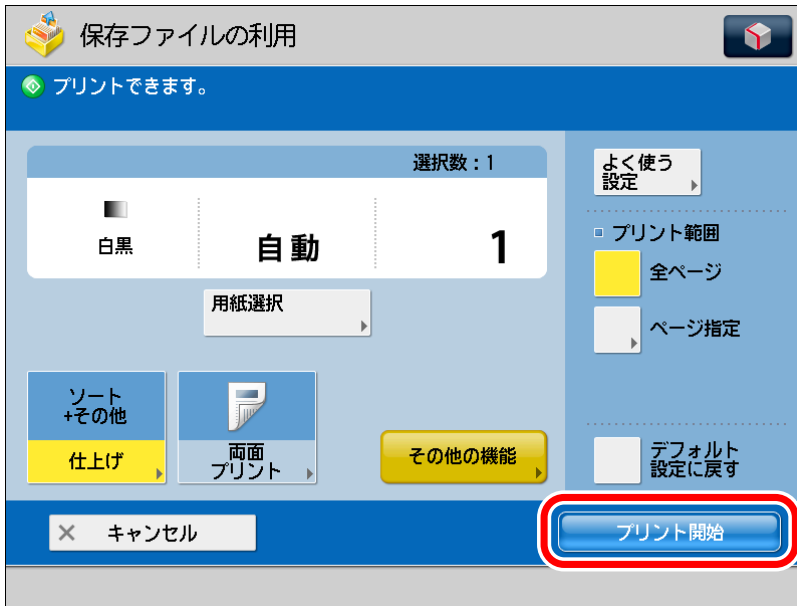 保存ファイルの利用
プリントできます。
選択数：1
白黒
自動
1
用紙選択
ソート
+その他
仕上げ
両面
プリント
その他の機能
よく使う
設定
プリント範囲
全ページ
ページ指定
デフォルト
設定に戻す
× キャンセル
プリント開始